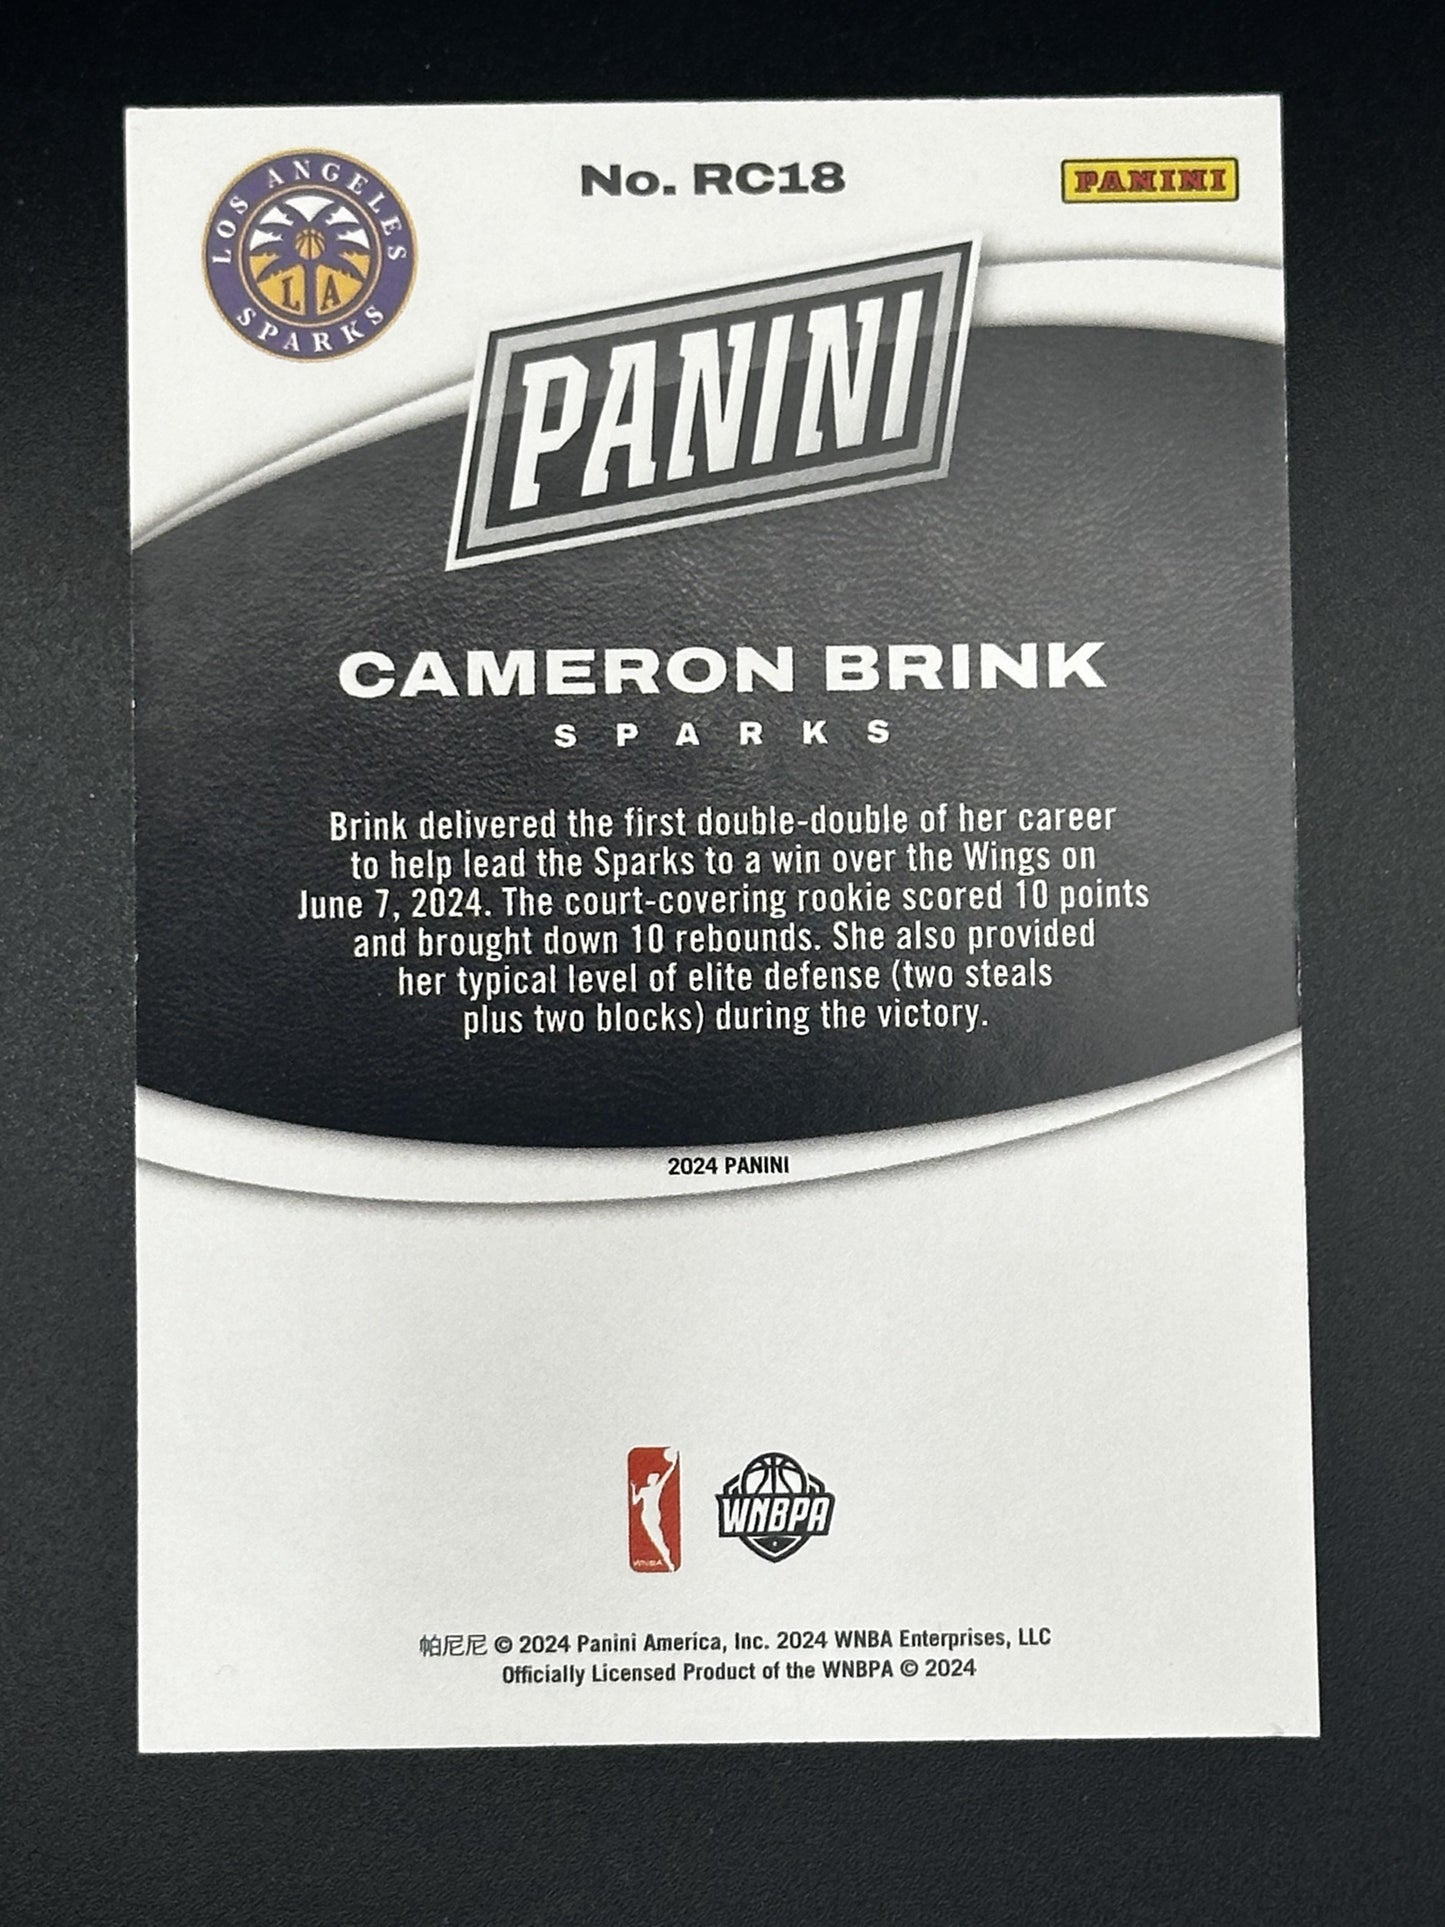 LOS ANGELES
LA
SPARKS
No. RC18
PANINI
PANINI
CAMERON BRINK
SPARKS
Brink delivered the first double-double of her career
to help lead the Sparks to a win over the Wings on
June 7, 2024. The court-covering rookie scored 10 points
and brought down 10 rebounds. She also provided
her typical level of elite defense (two steals
plus two blocks) during the victory.
2024 PANINI
WNBA
WNBPA
帕尼尼 © 2024 Panini America, Inc. 2024 WNBA Enterprises, LLC
Officially Licensed Product of the WNBPA © 2024